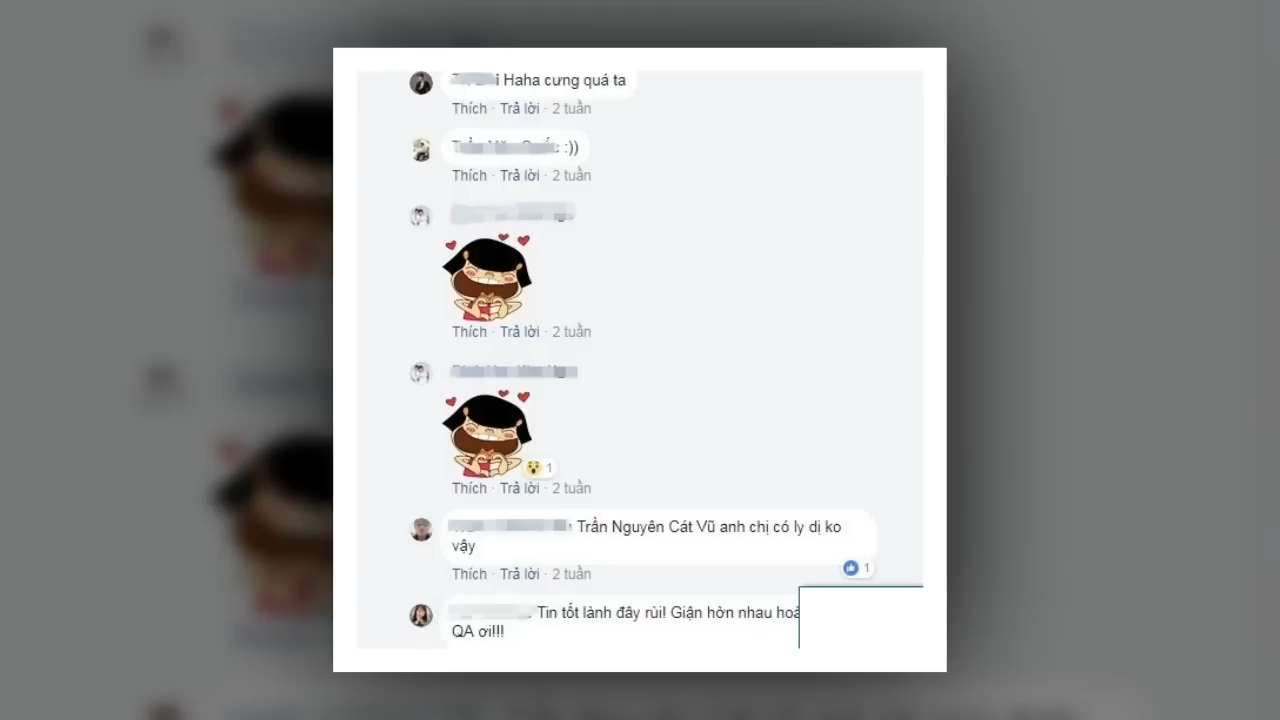 Haha cưng quá ta
Thích · Trả lời · 2 tuần
:))
Thích · Trả lời · 2 tuần
Thích · Trả lời · 2 tuần
1
Thích · Trả lời · 2 tuần
Trần Nguyên Cát Vũ anh chị có ly dị ko
vậy
1
Thích · Trả lời · 2 tuần
Tin tốt lành đây rùi! Giận hờn nhau
QA ơi!!!